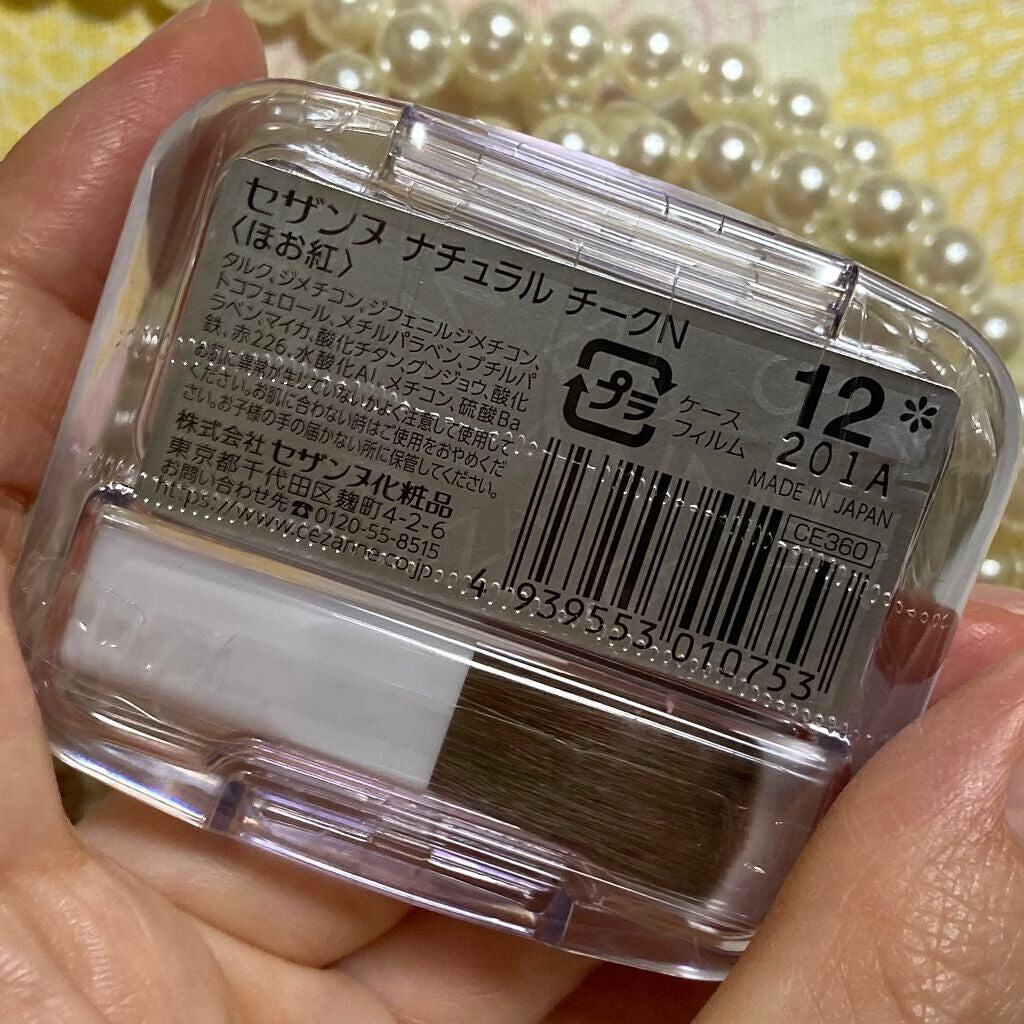 セザンヌ ナチュラル チークN
〈ほお紅〉
タルク、ジメチコン、ジフェニルジメチコン、
トコフェロール、メチルパラベン、ブチルパ
ラベン、マイカ、酸化チタン、グンジョウ、酸化
鉄、赤226、水酸化Al、メチコン、硫酸Ba
お肌に異常が生じていないかよく注意して使用して
ください。お肌に合わない時はご使用をおやめくだ
さい。お子様の手の届かない所に保管してください。
株式会社 セザンヌ化粧品
東京都千代田区麹町4-2-6
お問い合わせ先☎0120-55-8515
https://www.cezanne.co.jp
プラ
ケース
フィルム
12*
201A
MADE IN JAPAN
CE360
4 939553 010753